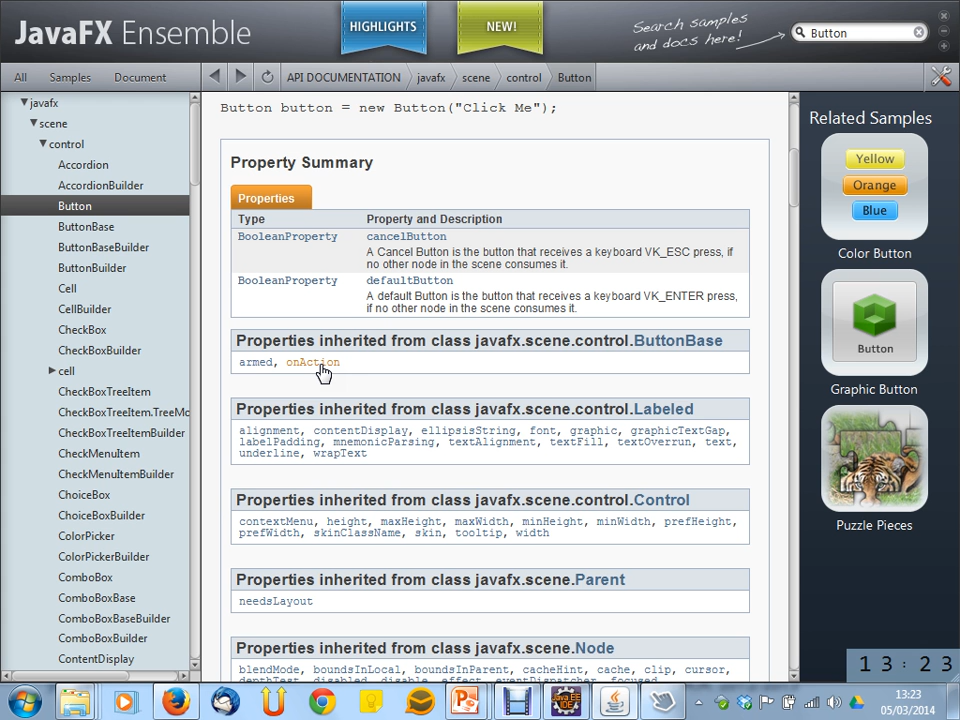 JavaFX Ensemble
HIGHLIGHTS
NEW!
Search samples
and docs here!
Button
All
Samples
Document
API DOCUMENTATION
javafx
scene
control
Button
javafx
scene
control
Accordion
AccordionBuilder
Button
ButtonBase
ButtonBaseBuilder
ButtonBuilder
Cell
CellBuilder
CheckBox
CheckBoxBuilder
cell
CheckBoxTreeItem
CheckBoxTreeItem.TreeMo
CheckBoxTreeItemBuilder
CheckMenuItem
CheckMenuItemBuilder
ChoiceBox
ChoiceBoxBuilder
ColorPicker
ColorPickerBuilder
ComboBox
ComboBoxBase
ComboBoxBaseBuilder
ComboBoxBuilder
ContentDisplay
Button button = new Button("Click Me");
Property Summary
Properties
Type Property and Description
BooleanProperty cancelButton
A Cancel Button is the button that receives a keyboard VK_ESC press, if
no other node in the scene consumes it.
BooleanProperty defaultButton
A default Button is the button that receives a keyboard VK_ENTER press,
if no other node in the scene consumes it.
Properties inherited from class javafx.scene.control.ButtonBase
armed, onAction
Properties inherited from class javafx.scene.control.Labeled
alignment, contentDisplay, ellipsisString, font, graphic, graphicTextGap,
labelPadding, mnemonicParsing, textAlignment, textFill, textOverrun, text,
underline, wrapText
Properties inherited from class javafx.scene.control.Control
contextMenu, height, maxHeight, maxWidth, minHeight, minWidth, prefHeight,
prefWidth, skinClassName, skin, tooltip, width
Properties inherited from class javafx.scene.Parent
needsLayout
Properties inherited from class javafx.scene.Node
blendMode, boundsInLocal, boundsInParent, cacheHint, cache, clip, cursor,
depthTest, disabled, disable, effect, eventDispatcher, focused,
Related Samples
Yellow
Orange
Blue
Color Button
Button
Graphic Button
Puzzle Pieces
13:23
13:23
05/03/2014